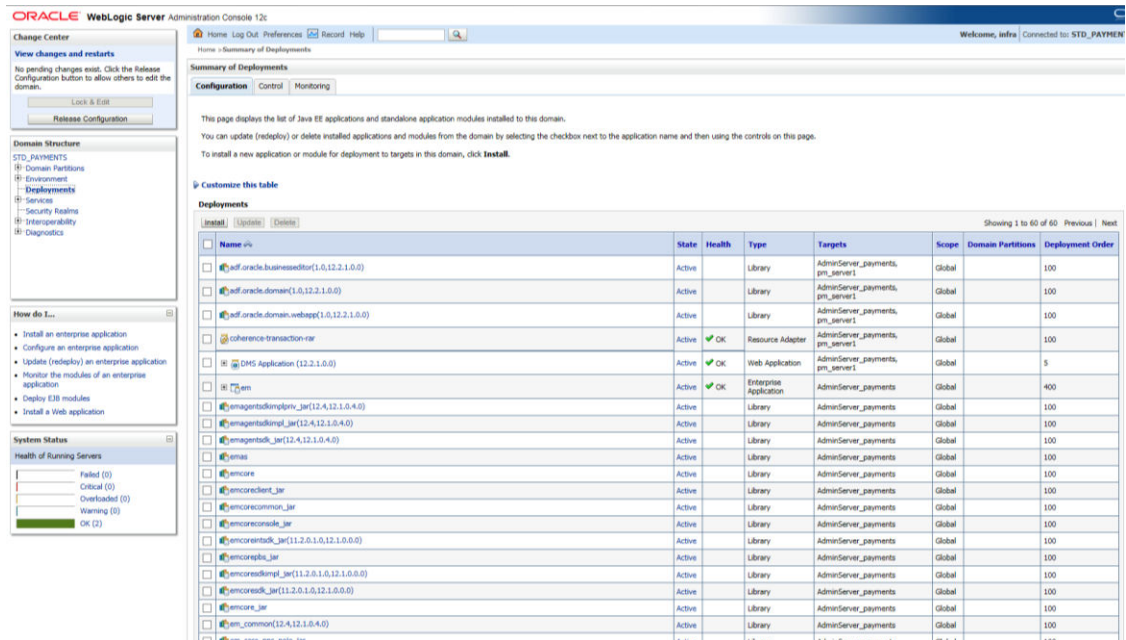 ORACLE WebLogic Server Administration Console 12c
Change Center
View changes and restarts
No pending changes exist. Click the Release
Configuration button to allow others to edit the
domain.
Lock & Edit
Release Configuration
Domain Structure
STD_PAYMENTS
Domain Partitions
Environment
Deployments
Services
Security Realms
Interoperability
Diagnostics
How do I...
Install an enterprise application
Configure an enterprise application
Update (redeploy) an enterprise application
Monitor the modules of an enterprise
application
Deploy EJB modules
Install a Web application
System Status
Health of Running Servers
Failed (0)
Critical (0)
Overloaded (0)
Warning (0)
OK (2)
Home Log Out Preferences Record Help
Welcome, infra Connected to: STD_PAYMEN
Home >Summary of Deployments
Summary of Deployments
Configuration Control Monitoring
This page displays the list of Java EE applications and standalone application modules installed to this domain.
You can update (redeploy) or delete installed applications and modules from the domain by selecting the checkbox next to the application name and then using the controls on this page.
To install a new application or module for deployment to targets in this domain, click Install.
Customize this table
Deployments
Install Update Delete Showing 1 to 60 of 60 Previous | Next
Name State Health Type Targets Scope Domain Partitions Deployment Order
adf.oracle.businesseditor(1.0,12.2.1.0.0) Active Library AdminServer_payments, pm_server1 Global 100
adf.oracle.domain(1.0,12.2.1.0.0) Active Library AdminServer_payments, pm_server1 Global 100
adf.oracle.domain.webapp(1.0,12.2.1.0.0) Active Library AdminServer_payments, pm_server1 Global 100
coherence-transaction-rar Active OK Resource Adapter AdminServer_payments, pm_server1 Global 100
DMS Application (12.2.1.0.0) Active OK Web Application AdminServer_payments, pm_server1 Global 5
em Active OK Enterprise Application AdminServer_payments Global 400
emagentsdkimplpriv_jar(12.4,12.1.0.4.0) Active Library AdminServer_payments Global 100
emagentsdkimpl_jar(12.4,12.1.0.4.0) Active Library AdminServer_payments Global 100
emagentsdk_jar(12.4,12.1.0.4.0) Active Library AdminServer_payments Global 100
emas Active Library AdminServer_payments Global 100
emcore Active Library AdminServer_payments Global 100
emcoreclient_jar Active Library AdminServer_payments Global 100
emcorecommon_jar Active Library AdminServer_payments Global 100
emcoreconsole_jar Active Library AdminServer_payments Global 100
emcoreintsdk_jar(11.2.0.1.0,12.1.0.0.0) Active Library AdminServer_payments Global 100
emcorepbs_jar Active Library AdminServer_payments Global 100
emcoresdkimpl_jar(11.2.0.1.0,12.1.0.0.0) Active Library AdminServer_payments Global 100
emcoresdk_jar(11.2.0.1.0,12.1.0.0.0) Active Library AdminServer_payments Global 100
emcore_jar Active Library AdminServer_payments Global 100
em_common(12.4,12.1.0.4.0) Active Library AdminServer_payments Global 100